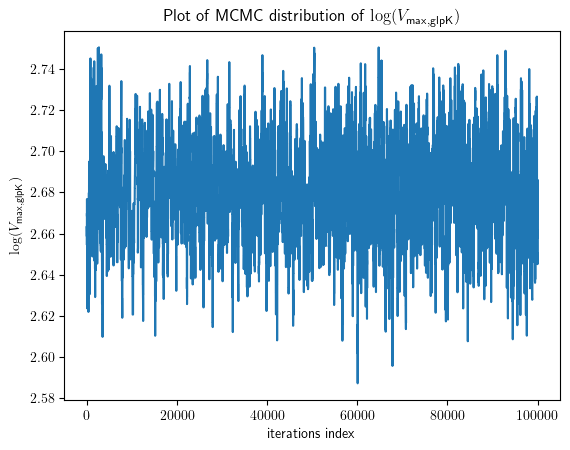 Plot of MCMC distribution of log(V_max,glpK)
log(V_max,glpK)
2.74
2.72
2.70
2.68
2.66
2.64
2.62
2.60
2.58
0 20000 40000 60000 80000 100000
iterations index